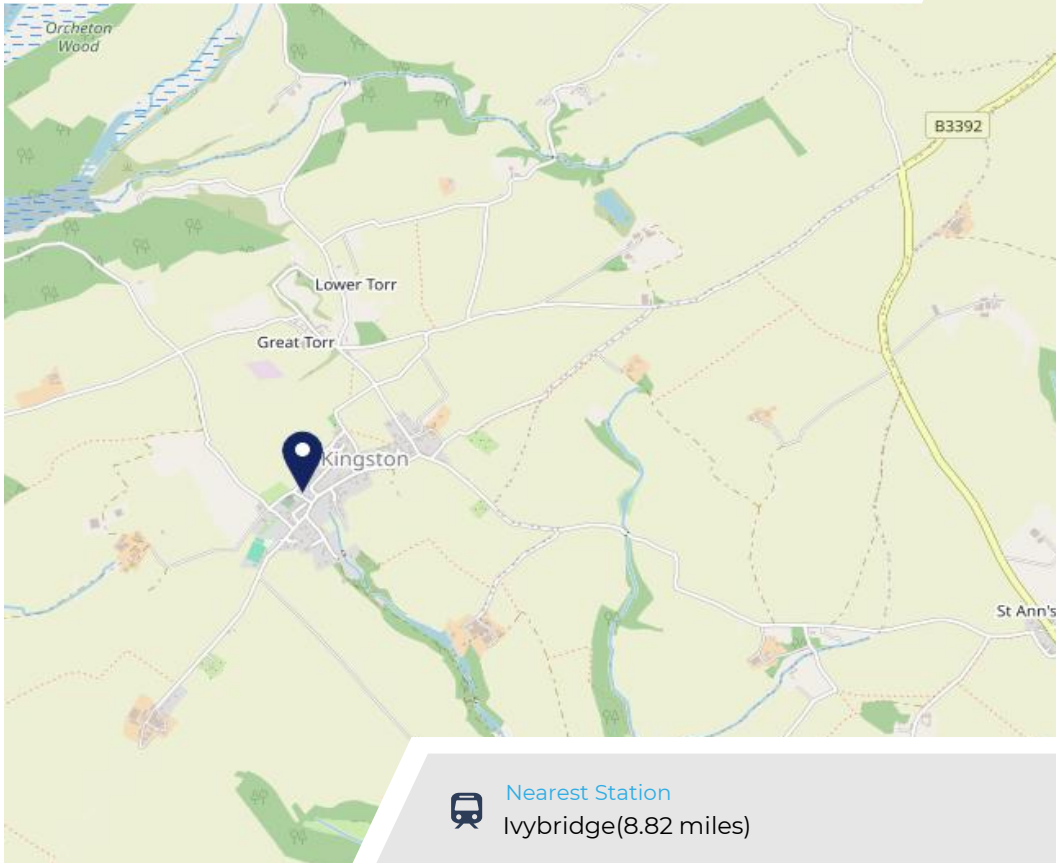 Orcheton
Wood
B3392
Lower Torr
Great Torr
Kingston
St Ann's
Nearest Station
Ivybridge(8.82 miles)